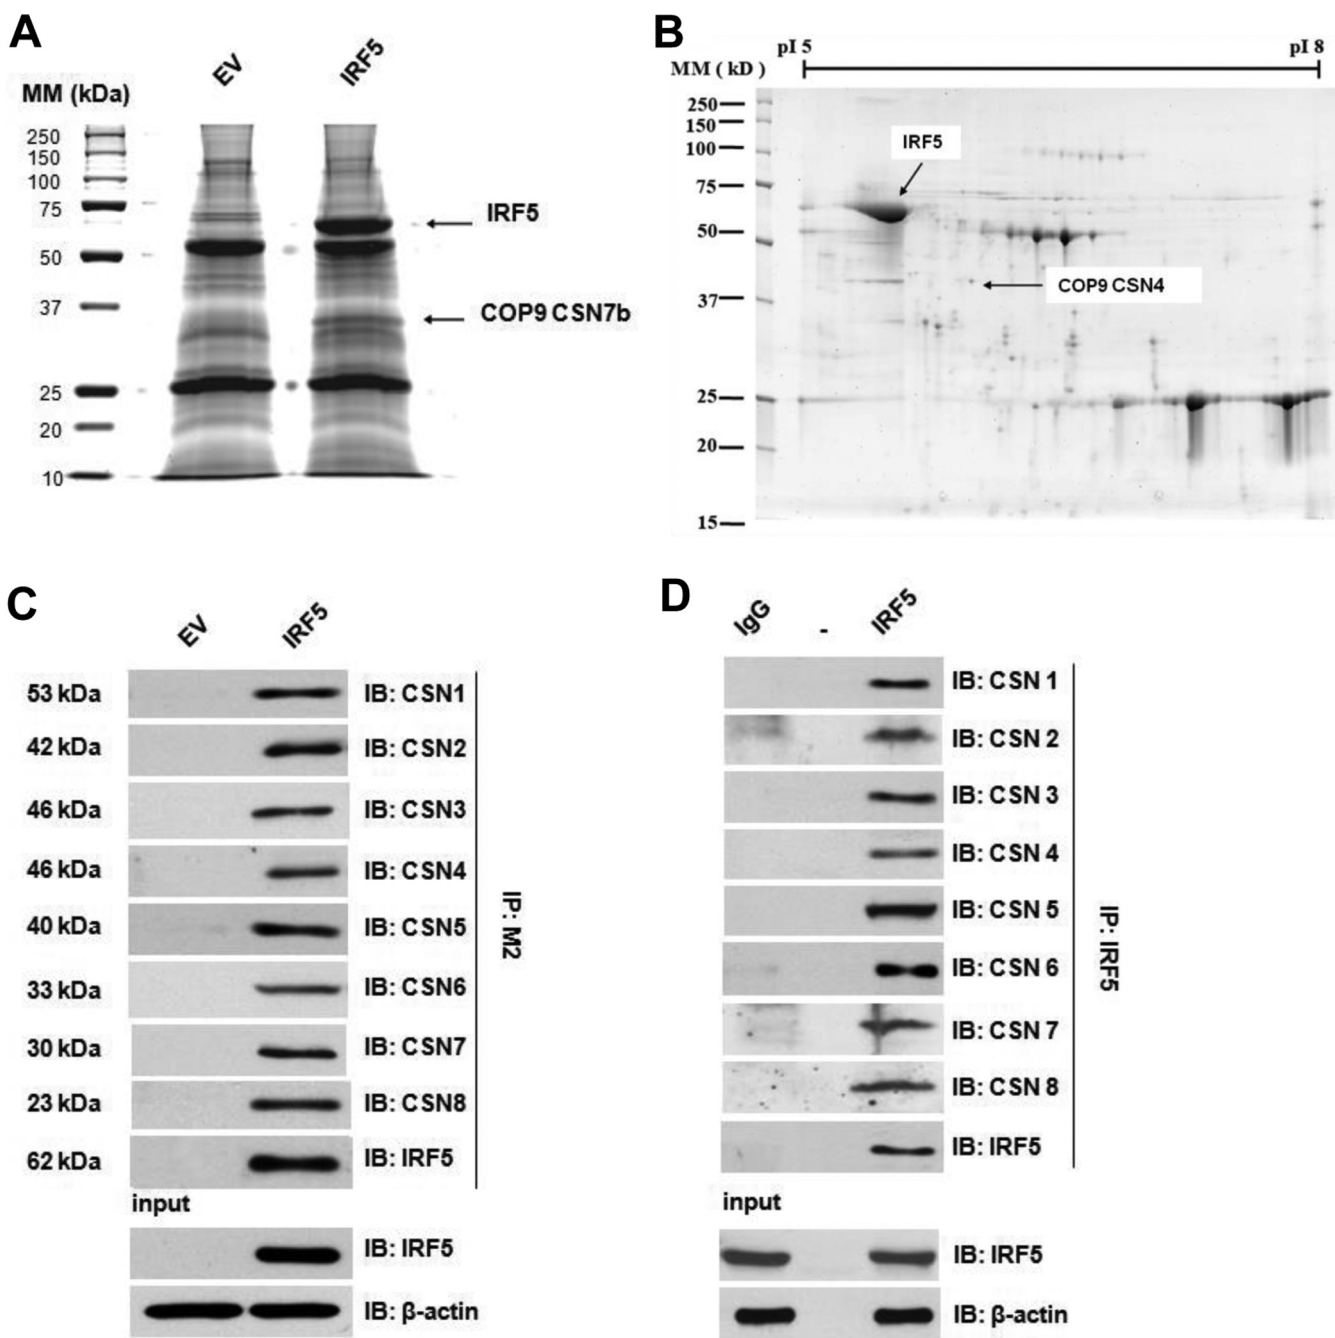 A
EV
IRF5
MM (kDa)
250
150
100
75
50
37
25
20
10
IRF5
COP9 CSN7b
B
pI 5
pI 8
MM ( kD )
250
150
100
75
50
37
25
20
15
IRF5
COP9 CSN4
C
EV
IRF5
53 kDa
IB: CSN1
42 kDa
IB: CSN2
46 kDa
IB: CSN3
46 kDa
IB: CSN4
40 kDa
IB: CSN5
33 kDa
IB: CSN6
30 kDa
IB: CSN7
23 kDa
IB: CSN8
62 kDa
IB: IRF5
IP: M2
input
IB: IRF5
IB: β-actin
D
IgG
-
IRF5
IB: CSN 1
IB: CSN 2
IB: CSN 3
IB: CSN 4
IB: CSN 5
IB: CSN 6
IB: CSN 7
IB: CSN 8
IB: IRF5
IP: IRF5
input
IB: IRF5
IB: β-actin